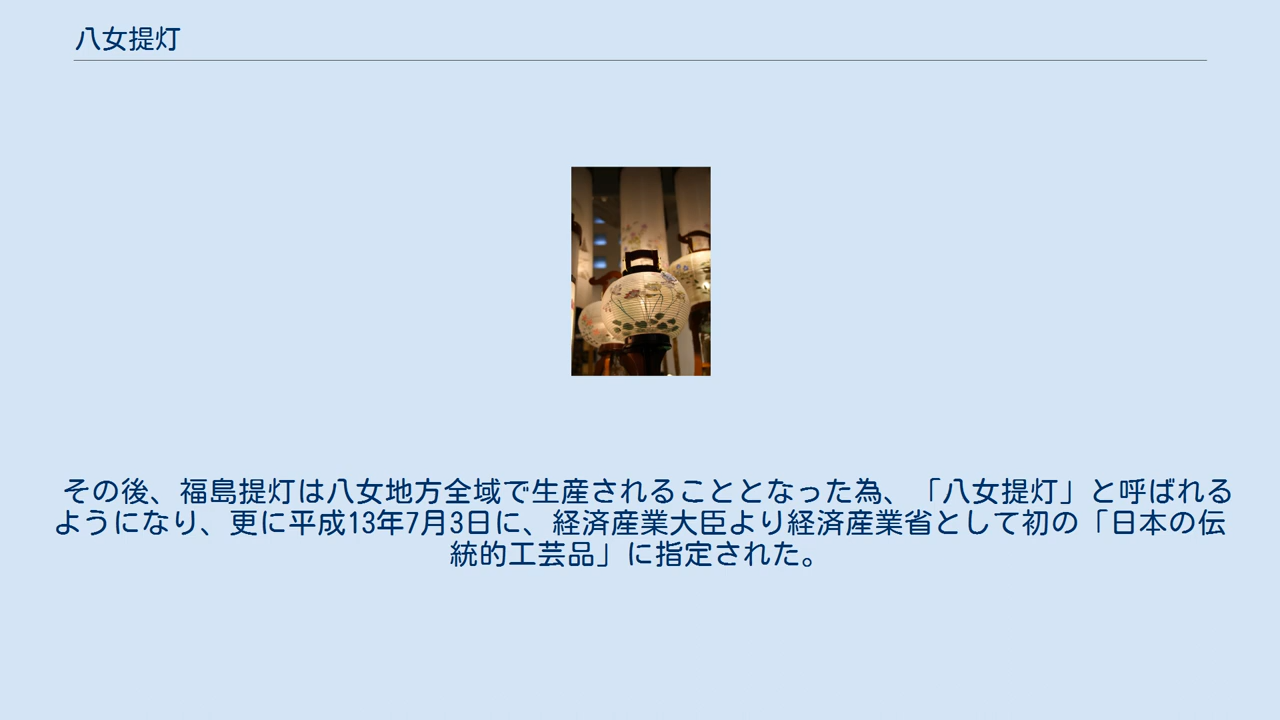 八女提灯
その後、福島提灯は八女地方全域で生産されることとなった為、「八女提灯」と呼ばれる
ようになり、更に平成13年7月3日に、経済産業大臣より経済産業省として初の「日本の伝
統的工芸品」に指定された。